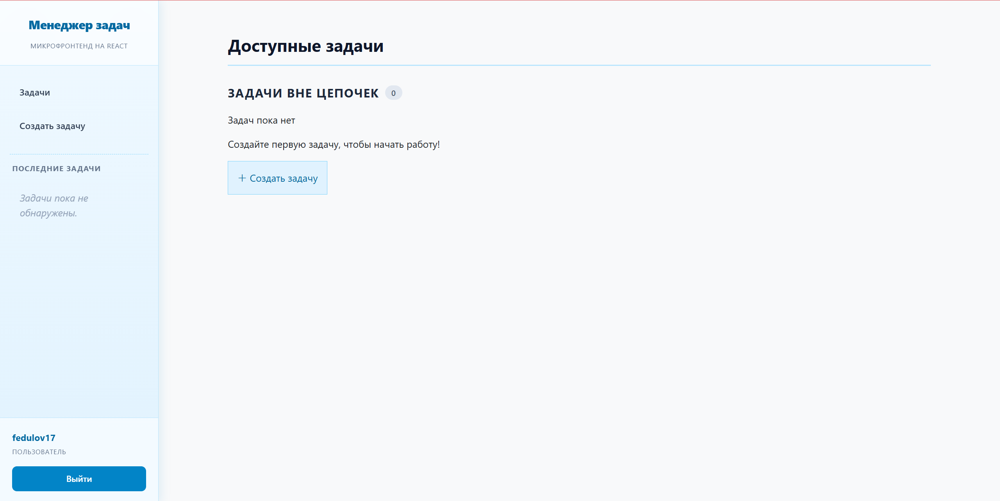 Менеджер задач
МИКРОФРОНТЕНД НА REACT
Задачи
Создать задачу
ПОСЛЕДНИЕ ЗАДАЧИ
Задачи пока не
обнаружены.
fedulov17
ПОЛЬЗОВАТЕЛЬ
Выйти
Доступные задачи
ЗАДАЧИ ВНЕ ЦЕПОЧЕК 0
Задач пока нет
Создайте первую задачу, чтобы начать работу!
+ Создать задачу